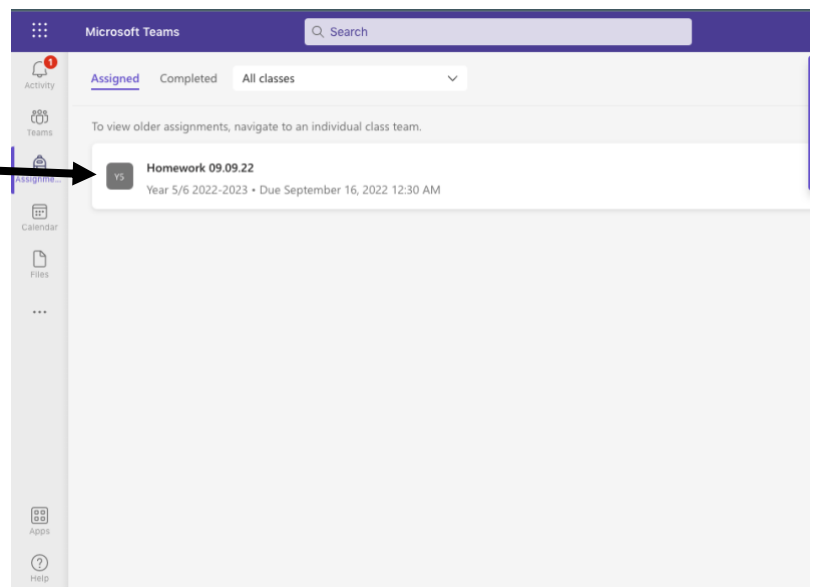 Microsoft Teams
Search
1
Activity
Teams
Assignme...
Calendar
Files
Apps
Help
Assigned Completed All classes
To view older assignments, navigate to an individual class team.
YS
Homework 09.09.22
Year 5/6 2022-2023 • Due September 16, 2022 12:30 AM